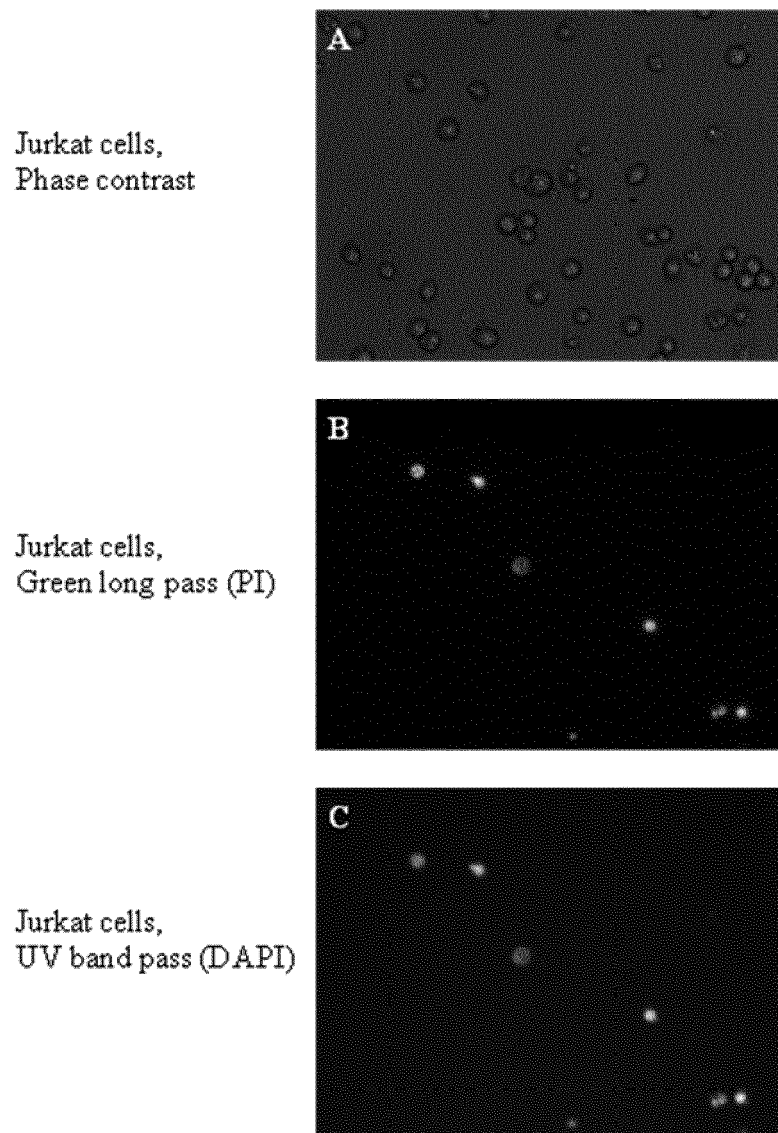 A
Jurkat cells,
Phase contrast
B
Jurkat cells,
Green long pass (PI)
C
Jurkat cells,
UV band pass (DAPI)